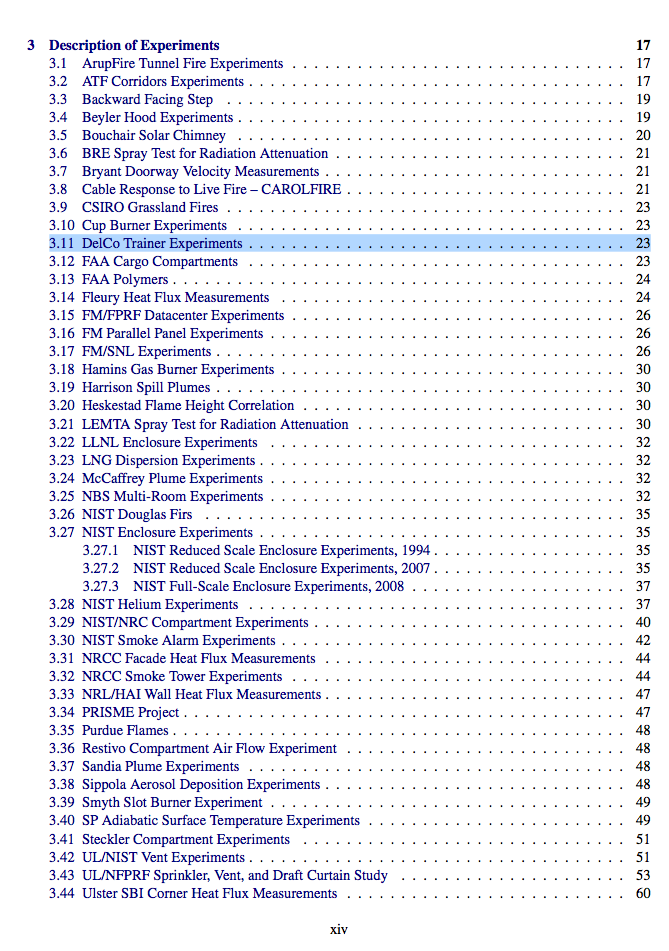 3 Description of Experiments 17
3.1 ArupFire Tunnel Fire Experiments . . . . . . . . . . . . . . . . . . . . . . . . . . . . . . 17
3.2 ATF Corridors Experiments . . . . . . . . . . . . . . . . . . . . . . . . . . . . . . 17
3.3 Backward Facing Step . . . . . . . . . . . . . . . . . . . . . . . . . . . . . . 19
3.4 Beyler Hood Experiments . . . . . . . . . . . . . . . . . . . . . . . . . . . . . . 19
3.5 Bouchair Solar Chimney . . . . . . . . . . . . . . . . . . . . . . . . . . . . . . 20
3.6 BRE Spray Test for Radiation Attenuation . . . . . . . . . . . . . . . . . . . . 21
3.7 Bryant Doorway Velocity Measurements . . . . . . . . . . . . . . . . . . . . 21
3.8 Cable Response to Live Fire – CAROLFIRE . . . . . . . . . . . . . . . . . . . 21
3.9 CSIRO Grassland Fires . . . . . . . . . . . . . . . . . . . . . . . . . . . . 23
3.10 Cup Burner Experiments . . . . . . . . . . . . . . . . . . . . . . . . . . . 23
3.11 DelCo Trainer Experiments . . . . . . . . . . . . . . . . . . . . . . . . . . 23
3.12 FAA Cargo Compartments . . . . . . . . . . . . . . . . . . . . . . . . . . 23
3.13 FAA Polymers . . . . . . . . . . . . . . . . . . . . . . . . . . . . . . 24
3.14 Fleury Heat Flux Measurements . . . . . . . . . . . . . . . . . . . . . . . 24
3.15 FM/FPRF Datacenter Experiments . . . . . . . . . . . . . . . . . . . . . . . 26
3.16 FM Parallel Panel Experiments . . . . . . . . . . . . . . . . . . . . . . . . 26
3.17 FM/SNL Experiments . . . . . . . . . . . . . . . . . . . . . . . . . . . . 26
3.18 Hamins Gas Burner Experiments . . . . . . . . . . . . . . . . . . . . . . . 30
3.19 Harrison Spill Plumes . . . . . . . . . . . . . . . . . . . . . . . . . . . . 30
3.20 Heskestad Flame Height Correlation . . . . . . . . . . . . . . . . . . . . . . 30
3.21 LEMTA Spray Test for Radiation Attenuation . . . . . . . . . . . . . . . . . . 30
3.22 LLNL Enclosure Experiments . . . . . . . . . . . . . . . . . . . . . . . . 32
3.23 LNG Dispersion Experiments . . . . . . . . . . . . . . . . . . . . . . . . . 32
3.24 McCaffrey Plume Experiments . . . . . . . . . . . . . . . . . . . . . . . . 32
3.25 NBS Multi-Room Experiments . . . . . . . . . . . . . . . . . . . . . . . . 32
3.26 NIST Douglas Firs . . . . . . . . . . . . . . . . . . . . . . . . . . . . 35
3.27 NIST Enclosure Experiments . . . . . . . . . . . . . . . . . . . . . . . . . 35
3.27.1 NIST Reduced Scale Enclosure Experiments, 1994 . . . . . . . . . . . . . 35
3.27.2 NIST Reduced Scale Enclosure Experiments, 2007 . . . . . . . . . . . . . 35
3.27.3 NIST Full-Scale Enclosure Experiments, 2008 . . . . . . . . . . . . . . . 37
3.28 NIST Helium Experiments . . . . . . . . . . . . . . . . . . . . . . . . . . 37
3.29 NIST/NRC Compartment Experiments . . . . . . . . . . . . . . . . . . . . . 40
3.30 NIST Smoke Alarm Experiments . . . . . . . . . . . . . . . . . . . . . . . 42
3.31 NRCC Facade Heat Flux Measurements . . . . . . . . . . . . . . . . . . . . 44
3.32 NRCC Smoke Tower Experiments . . . . . . . . . . . . . . . . . . . . . . . 44
3.33 NRL/HAI Wall Heat Flux Measurements . . . . . . . . . . . . . . . . . . . . 47
3.34 PRISME Project . . . . . . . . . . . . . . . . . . . . . . . . . . . . . . 47
3.35 Purdue Flames . . . . . . . . . . . . . . . . . . . . . . . . . . . . . . 48
3.36 Restivo Compartment Air Flow Experiment . . . . . . . . . . . . . . . . . . . 48
3.37 Sandia Plume Experiments . . . . . . . . . . . . . . . . . . . . . . . . . . 48
3.38 Sippola Aerosol Deposition Experiments . . . . . . . . . . . . . . . . . . . . 48
3.39 Smyth Slot Burner Experiment . . . . . . . . . . . . . . . . . . . . . . . . 49
3.40 SP Adiabatic Surface Temperature Experiments . . . . . . . . . . . . . . . . . 49
3.41 Steckler Compartment Experiments . . . . . . . . . . . . . . . . . . . . . . 51
3.42 UL/NIST Vent Experiments . . . . . . . . . . . . . . . . . . . . . . . . . . 51
3.43 UL/NFPRF Sprinkler, Vent, and Draft Curtain Study . . . . . . . . . . . . . . . 53
3.44 Ulster SBI Corner Heat Flux Measurements . . . . . . . . . . . . . . . . . . . 60
xiv